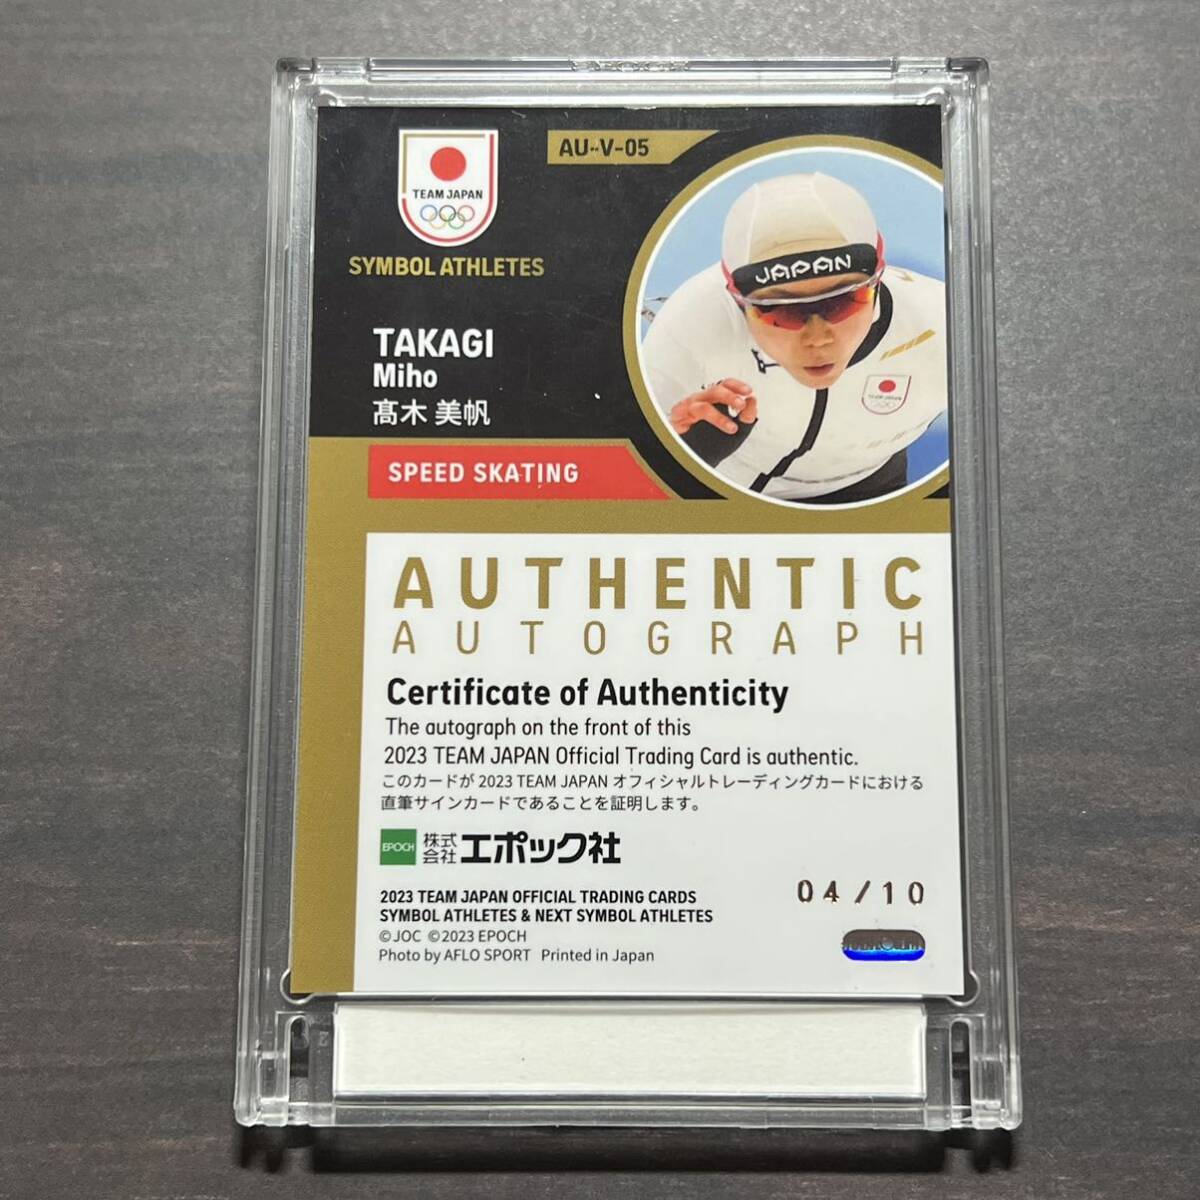 AU-V-05
TEAM JAPAN
SYMBOL ATHLETES
JAPAN
TEAM JAPAN
TAKAGI
Miho
髙木 美帆
SPEED SKATING
AUTHENTIC
AUTOGRAPH
Certificate of Authenticity
The autograph on the front of this
2023 TEAM JAPAN Official Trading Card is authentic.
このカードが 2023 TEAM JAPAN オフィシャルトレーディングカードにおける
直筆サインカードであることを証明します。
EPOCH 株式会社 エポック社
04/10
2023 TEAM JAPAN OFFICIAL TRADING CARDS
SYMBOL ATHLETES & NEXT SYMBOL ATHLETES
©JOC ©2023 EPOCH
Photo by AFLO SPORT Printed in Japan